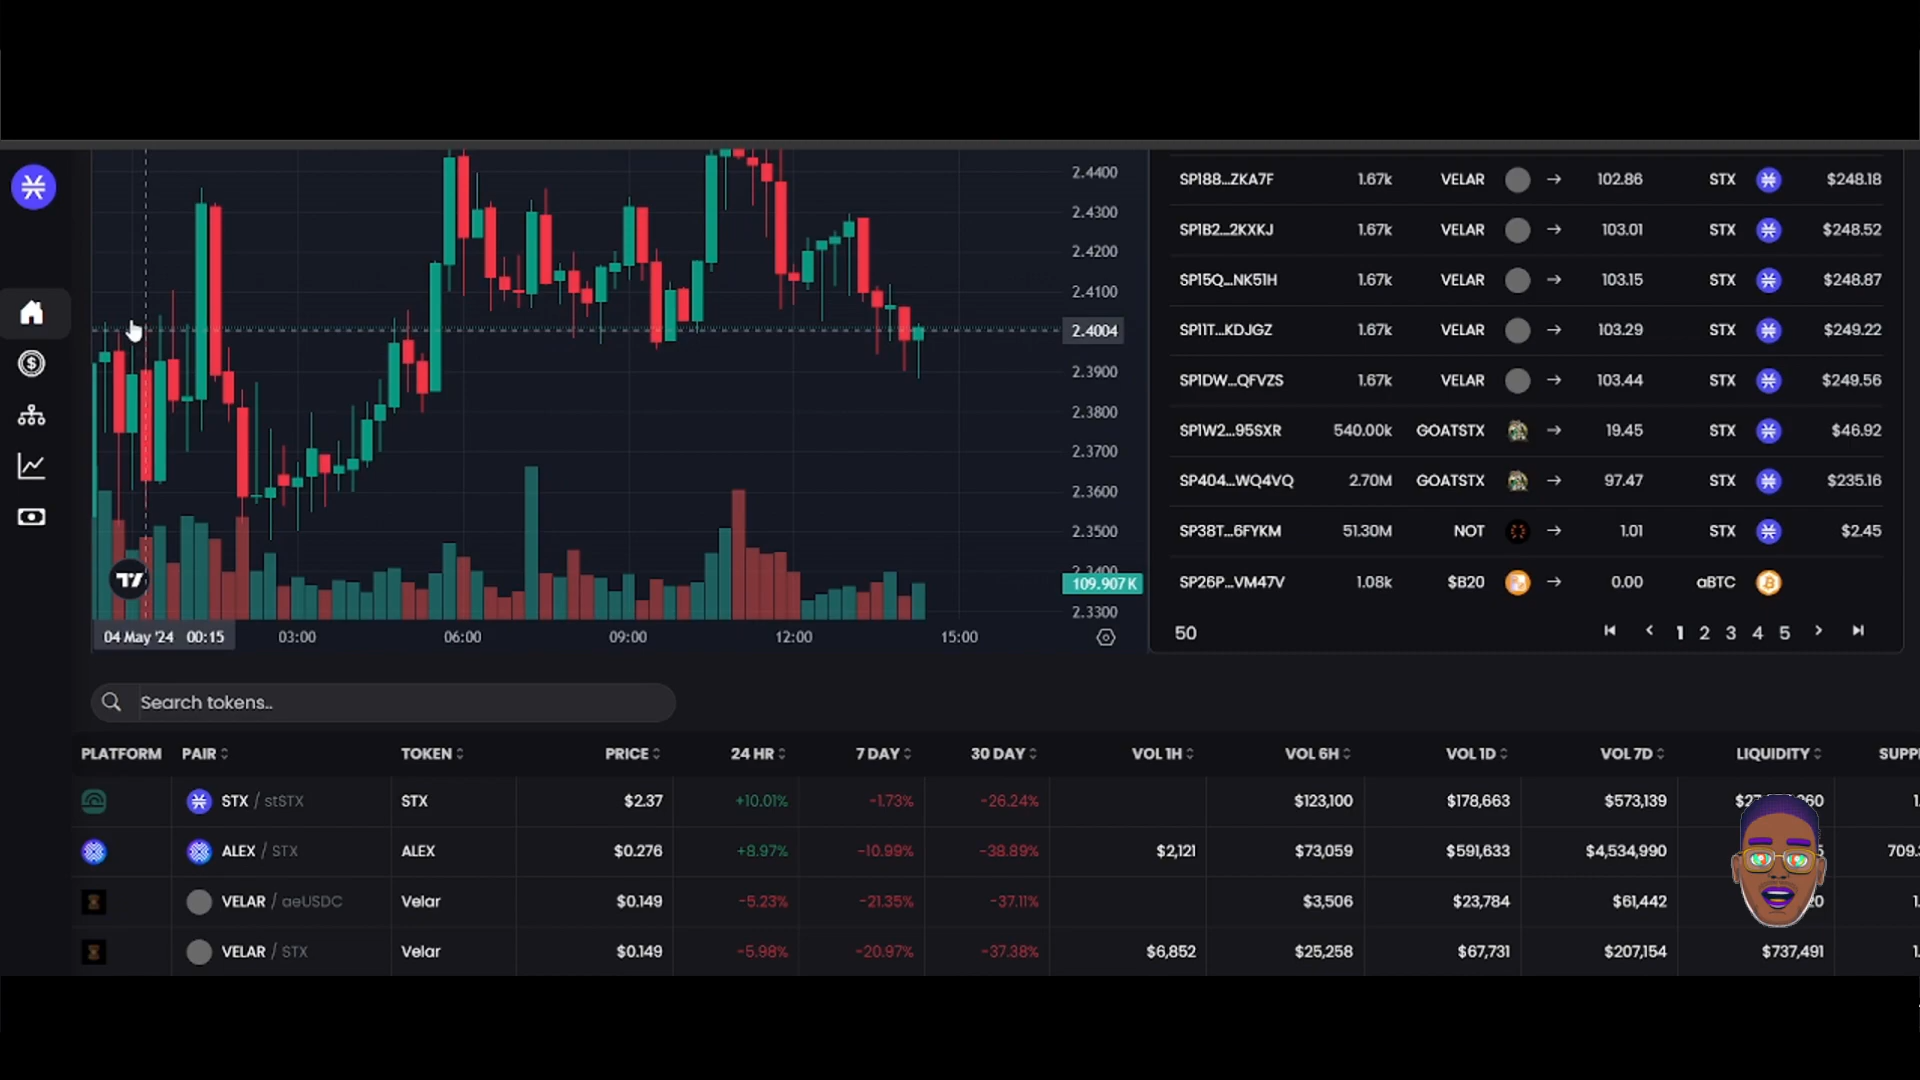 2.4400
2.4300
2.4200
2.4100
2.4004
2.3900
2.3800
2.3700
2.3600
2.3500
109.907 K
2.3300
04 May '24 00:15 03:00 06:00 09:00 12:00 15:00
SP188...ZKA7F 1.67k VELAR → 102.86 STX $248.18
SP1B2...2KXKJ 1.67k VELAR → 103.01 STX $248.52
SP15Q...NK51H 1.67k VELAR → 103.15 STX $248.87
SP11T...KDJGZ 1.67k VELAR → 103.29 STX $249.22
SP1DW...QFVZS 1.67k VELAR → 103.44 STX $249.56
SP1W2...95SXR 540.00k GOATSTX → 19.45 STX $46.92
SP404...WQ4VQ 2.70M GOATSTX → 97.47 STX $235.16
SP38T...6FYKM 51.30M NOT → 1.01 STX $2.45
SP26P...VM47V 1.08k $B20 → 0.00 aBTC
50 1 2 3 4 5
Search tokens..
PLATFORM PAIR TOKEN PRICE 24 HR 7 DAY 30 DAY VOL 1H VOL 6H VOL 1D VOL 7D LIQUIDITY
STX / stSTX STX $2.37 +10.01% -1.73% -26.24% $123,100 $178,663 $573,139
ALEX / STX ALEX $0.276 +8.97% -10.99% -38.89% $2,121 $73,059 $591,633 $4,534,990
VELAR / aeUSDC Velar $0.149 -5.23% -21.35% -37.11% $3,506 $23,784 $61,442
VELAR / STX Velar $0.149 -5.98% -20.97% -37.38% $6,852 $25,258 $67,731 $207,154 $737,491